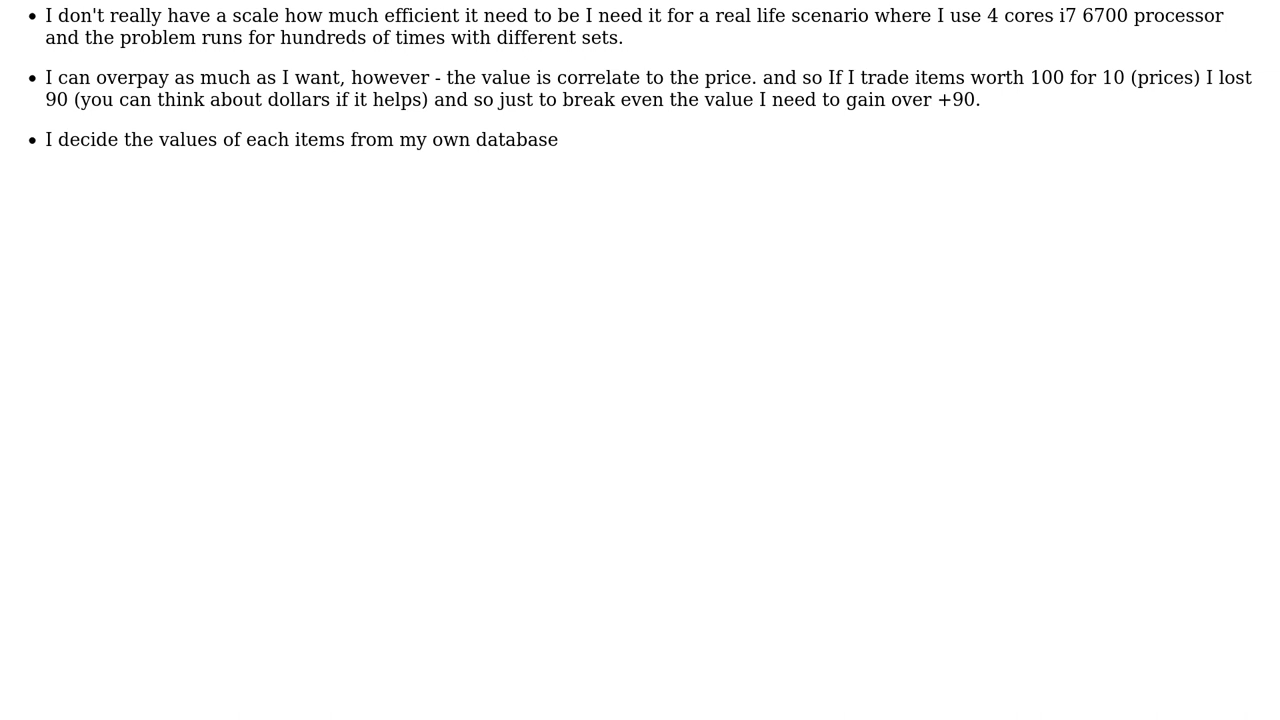 • I don't really have a scale how much efficient it need to be I need it for a real life scenario where I use 4 cores i7 6700 processor
and the problem runs for hundreds of times with different sets.
• I can overpay as much as I want, however - the value is correlate to the price. and so If I trade items worth 100 for 10 (prices) I lost
90 (you can think about dollars if it helps) and so just to break even the value I need to gain over +90.
• I decide the values of each items from my own database